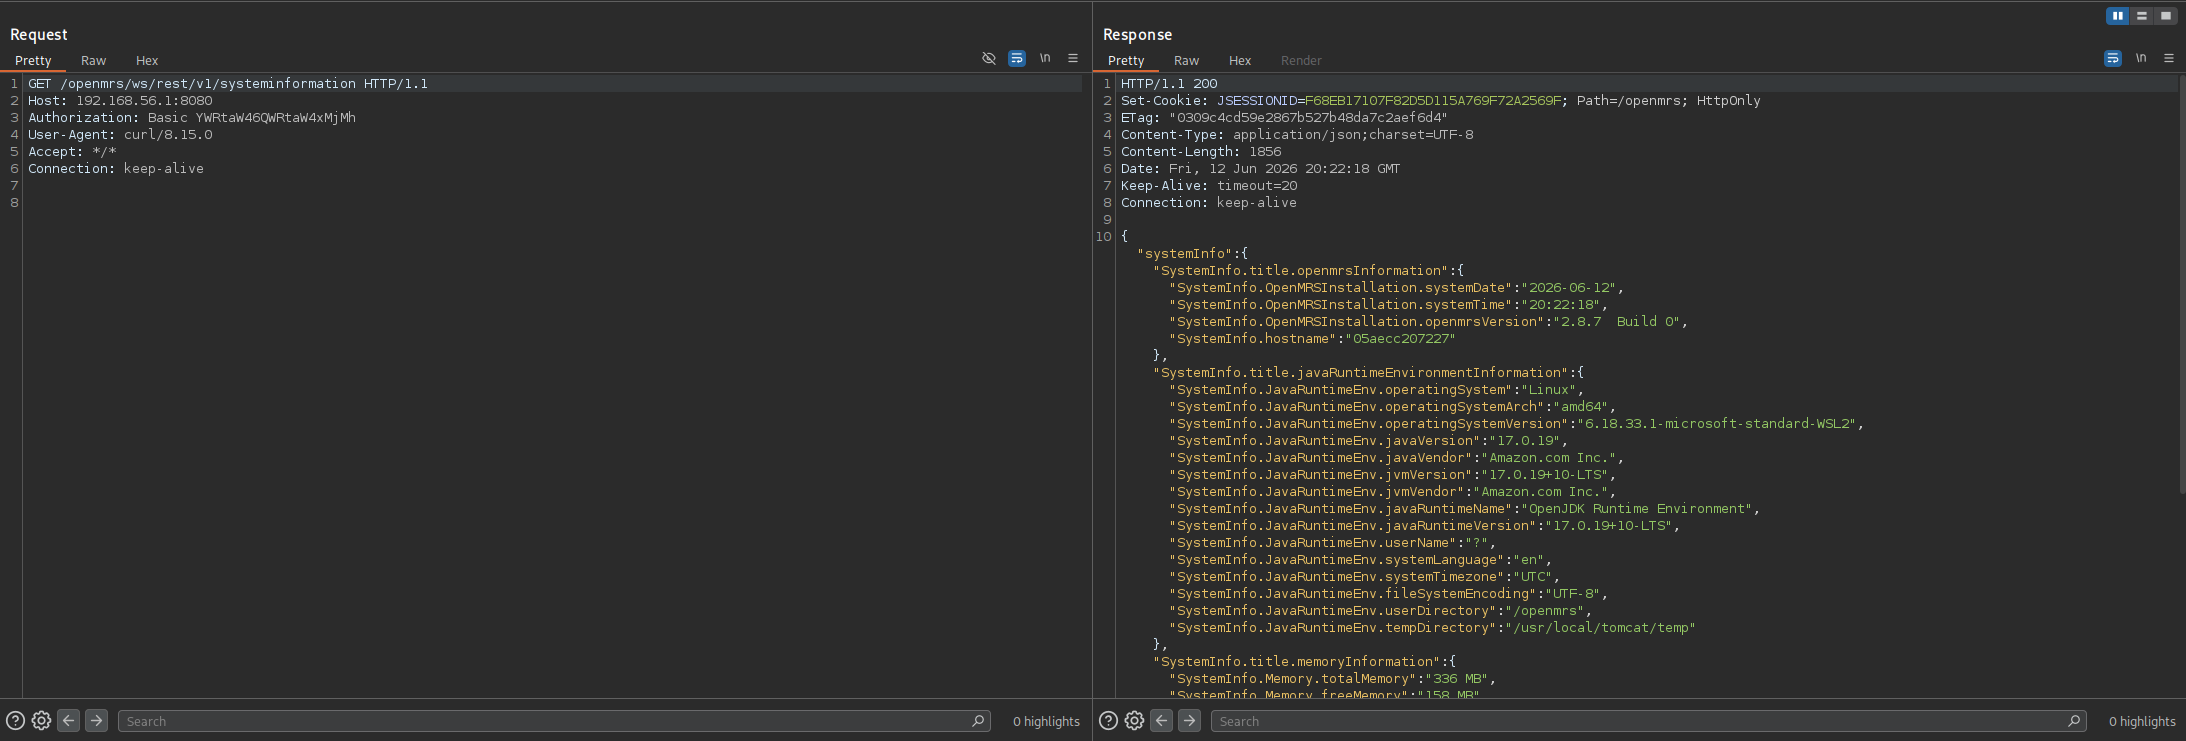 Request
Pretty Raw Hex \n
1 GET /openmrs/ws/rest/v1/systeminformation HTTP/1.1
2 Host: 192.168.56.1:8080
3 Authorization: Basic YWRtaW46QWRtaW4xMjMh
4 User-Agent: curl/8.15.0
5 Accept: */*
6 Connection: keep-alive
7
8
Search 0 highlights
Response
Pretty Raw Hex Render \n
1 HTTP/1.1 200
2 Set-Cookie: JSESSIONID=F68EB17107F82D5D115A769F72A2569F; Path=/openmrs; HttpOnly
3 ETag: "0309c4cd59e2867b527b48da7c2aef6d4"
4 Content-Type: application/json;charset=UTF-8
5 Content-Length: 1856
6 Date: Fri, 12 Jun 2026 20:22:18 GMT
7 Keep-Alive: timeout=20
8 Connection: keep-alive
9
10 {
"systemInfo":{
"SystemInfo.title.openmrsInformation":{
"SystemInfo.OpenMRSInstallation.systemDate":"2026-06-12",
"SystemInfo.OpenMRSInstallation.systemTime":"20:22:18",
"SystemInfo.OpenMRSInstallation.openmrsVersion":"2.8.7  Build 0",
"SystemInfo.hostname":"05aecc207227"
},
"SystemInfo.title.javaRuntimeEnvironmentInformation":{
"SystemInfo.JavaRuntimeEnv.operatingSystem":"Linux",
"SystemInfo.JavaRuntimeEnv.operatingSystemArch":"amd64",
"SystemInfo.JavaRuntimeEnv.operatingSystemVersion":"6.18.33.1-microsoft-standard-WSL2",
"SystemInfo.JavaRuntimeEnv.javaVersion":"17.0.19",
"SystemInfo.JavaRuntimeEnv.javaVendor":"Amazon.com Inc.",
"SystemInfo.JavaRuntimeEnv.jvmVersion":"17.0.19+10-LTS",
"SystemInfo.JavaRuntimeEnv.jvmVendor":"Amazon.com Inc.",
"SystemInfo.JavaRuntimeEnv.javaRuntimeName":"OpenJDK Runtime Environment",
"SystemInfo.JavaRuntimeEnv.javaRuntimeVersion":"17.0.19+10-LTS",
"SystemInfo.JavaRuntimeEnv.userName":"?",
"SystemInfo.JavaRuntimeEnv.systemLanguage":"en",
"SystemInfo.JavaRuntimeEnv.systemTimezone":"UTC",
"SystemInfo.JavaRuntimeEnv.fileSystemEncoding":"UTF-8",
"SystemInfo.JavaRuntimeEnv.userDirectory":"/openmrs",
"SystemInfo.JavaRuntimeEnv.tempDirectory":"/usr/local/tomcat/temp"
},
"SystemInfo.title.memoryInformation":{
"SystemInfo.Memory.totalMemory":"336 MB",
"SystemInfo.Memory.freeMemory":"158 MB"
Search 0 highlights